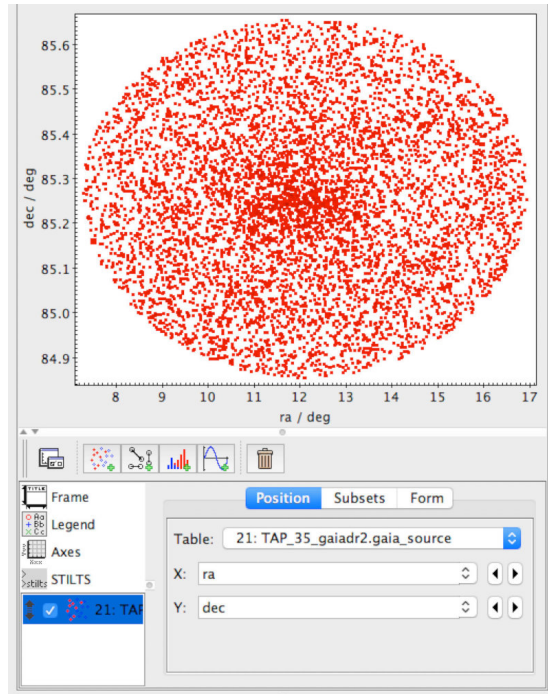 85.6
85.5
85.4
85.3
85.2
85.1
85.0
84.9
dec / deg
8 9 10 11 12 13 14 15 16 17
ra / deg
TITLE
Frame
Legend
Axes
STILTS
Position Subsets Form
Table: 21: TAP_35_gaiadr2.gaia_source
X: ra
Y: dec
21: TAP